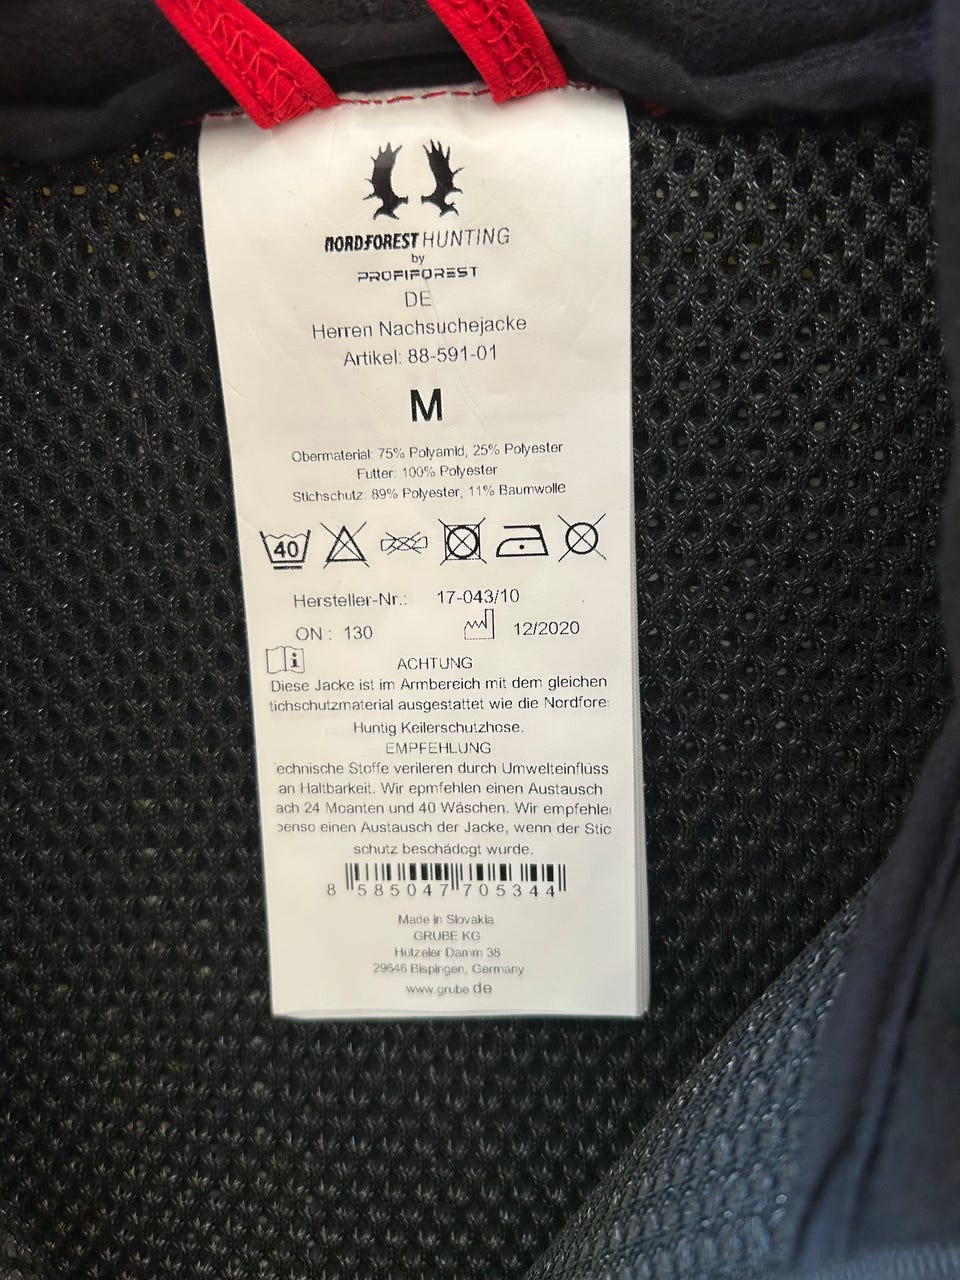 NORDFOREST HUNTING
by
PROFIFOREST
DE
Herren Nachsuchejacke
Artikel: 88-591-01
M
Obermaterial: 75% Polyamid, 25% Polyester
Futter: 100% Polyester
Stichschutz: 89% Polyester, 11% Baumwolle
40
Hersteller-Nr.: 17-043/10
ON : 130 12/2020
i
ACHTUNG
Diese Jacke ist im Armbereich mit dem gleichen
tichschutzmaterial ausgestattet wie die Nordfore
Huntig Keilerschutzhose.
EMPFEHLUNG
echnische Stoffe verileren durch Umwelteinflüss
an Haltbarkeit. Wir epmfehlen einen Austausch
ach 24 Moanten und 40 Wäschen. Wir empfehle
benso einen Austausch der Jacke, wenn der Stic
schutz beschädogt wurde.
8 585047 705344
Made in Slovakia
GRUBE KG
Hützeler Damm 38
29646 Bispingen, Germany
www.grube.de